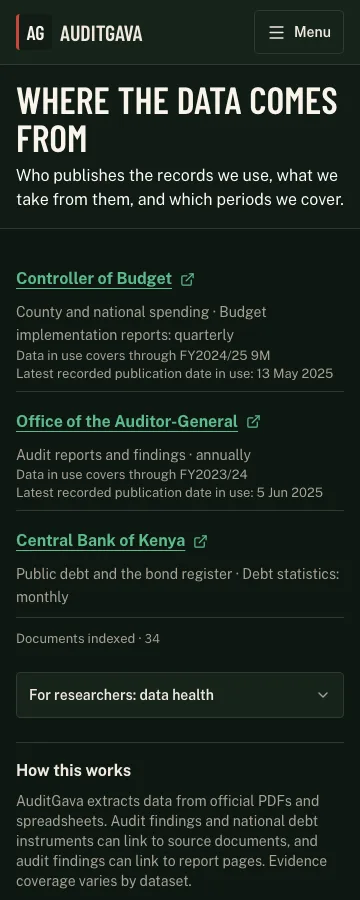 AG AUDITGAVA Menu
WHERE THE DATA COMES
FROM
Who publishes the records we use, what we
take from them, and which periods we cover.
Controller of Budget
County and national spending · Budget
implementation reports: quarterly
Data in use covers through FY2024/25 9M
Latest recorded publication date in use: 13 May 2025
Office of the Auditor-General
Audit reports and findings · annually
Data in use covers through FY2023/24
Latest recorded publication date in use: 5 Jun 2025
Central Bank of Kenya
Public debt and the bond register · Debt statistics:
monthly
Documents indexed · 34
For researchers: data health
How this works
AuditGava extracts data from official PDFs and
spreadsheets. Audit findings and national debt
instruments can link to source documents, and
audit findings can link to report pages. Evidence
coverage varies by dataset.